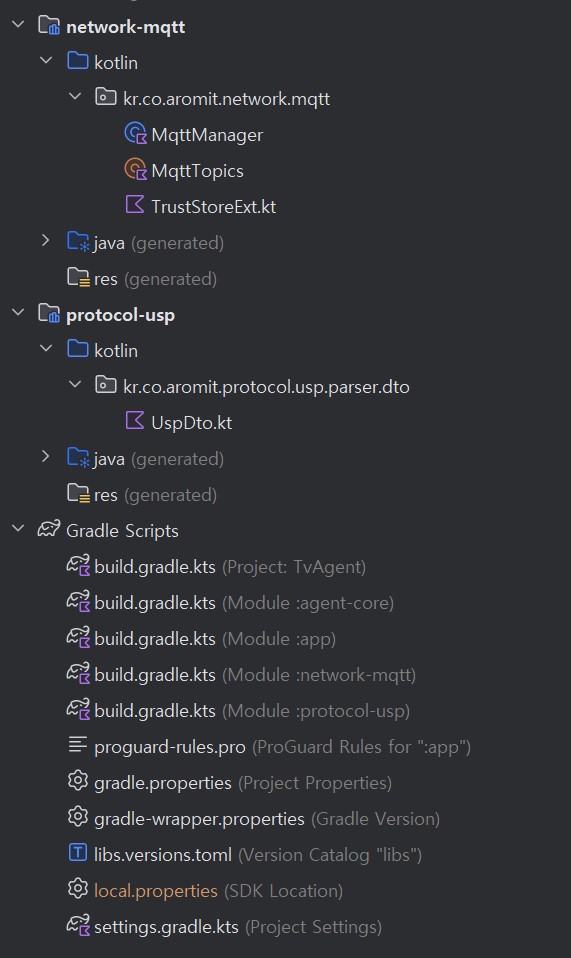 network-mqtt
kotlin
kr.co.aromit.network.mqtt
MqttManager
MqttTopics
TrustStoreExt.kt
java (generated)
res (generated)
protocol-usp
kotlin
kr.co.aromit.protocol.usp.parser.dto
UspDto.kt
java (generated)
res (generated)
Gradle Scripts
build.gradle.kts (Project: TvAgent)
build.gradle.kts (Module :agent-core)
build.gradle.kts (Module :app)
build.gradle.kts (Module :network-mqtt)
build.gradle.kts (Module :protocol-usp)
proguard-rules.pro (ProGuard Rules for ":app")
gradle.properties (Project Properties)
gradle-wrapper.properties (Gradle Version)
libs.versions.toml (Version Catalog "libs")
local.properties (SDK Location)
settings.gradle.kts (Project Settings)